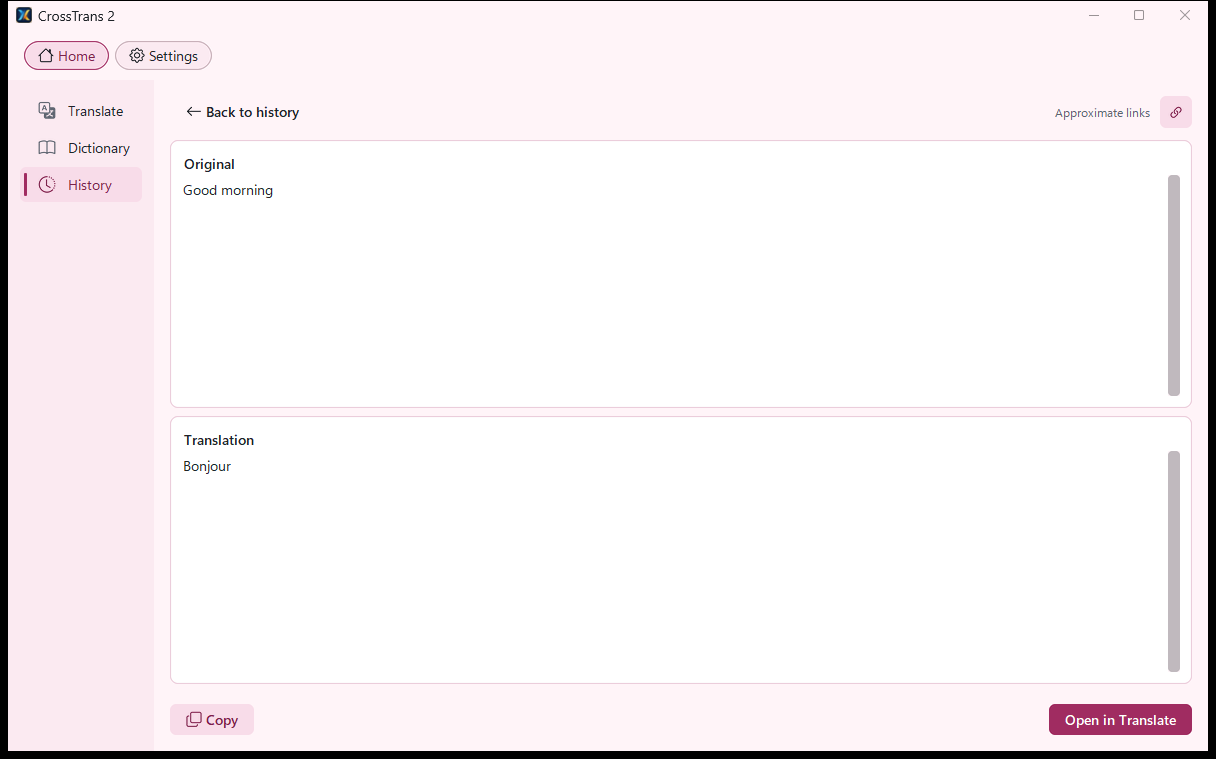 CrossTrans 2
Home
Settings
Translate
Dictionary
History
Back to history
Approximate links
Original
Good morning
Translation
Bonjour
Copy
Open in Translate